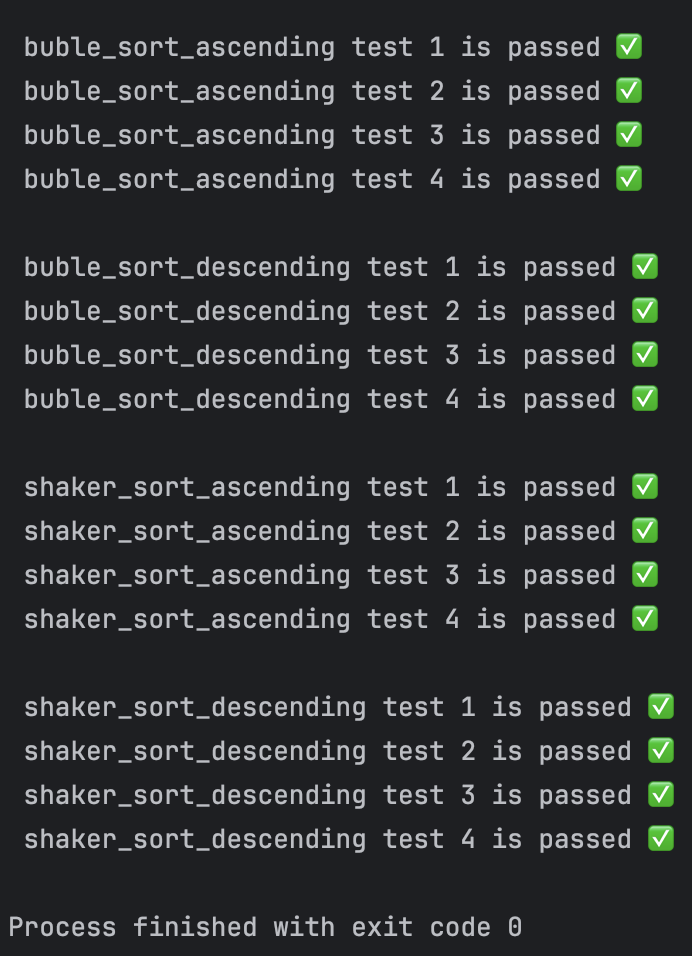 buble_sort_ascending test 1 is passed ✅
buble_sort_ascending test 2 is passed ✅
buble_sort_ascending test 3 is passed ✅
buble_sort_ascending test 4 is passed ✅
buble_sort_descending test 1 is passed ✅
buble_sort_descending test 2 is passed ✅
buble_sort_descending test 3 is passed ✅
buble_sort_descending test 4 is passed ✅
shaker_sort_ascending test 1 is passed ✅
shaker_sort_ascending test 2 is passed ✅
shaker_sort_ascending test 3 is passed ✅
shaker_sort_ascending test 4 is passed ✅
shaker_sort_descending test 1 is passed ✅
shaker_sort_descending test 2 is passed ✅
shaker_sort_descending test 3 is passed ✅
shaker_sort_descending test 4 is passed ✅
Process finished with exit code 0